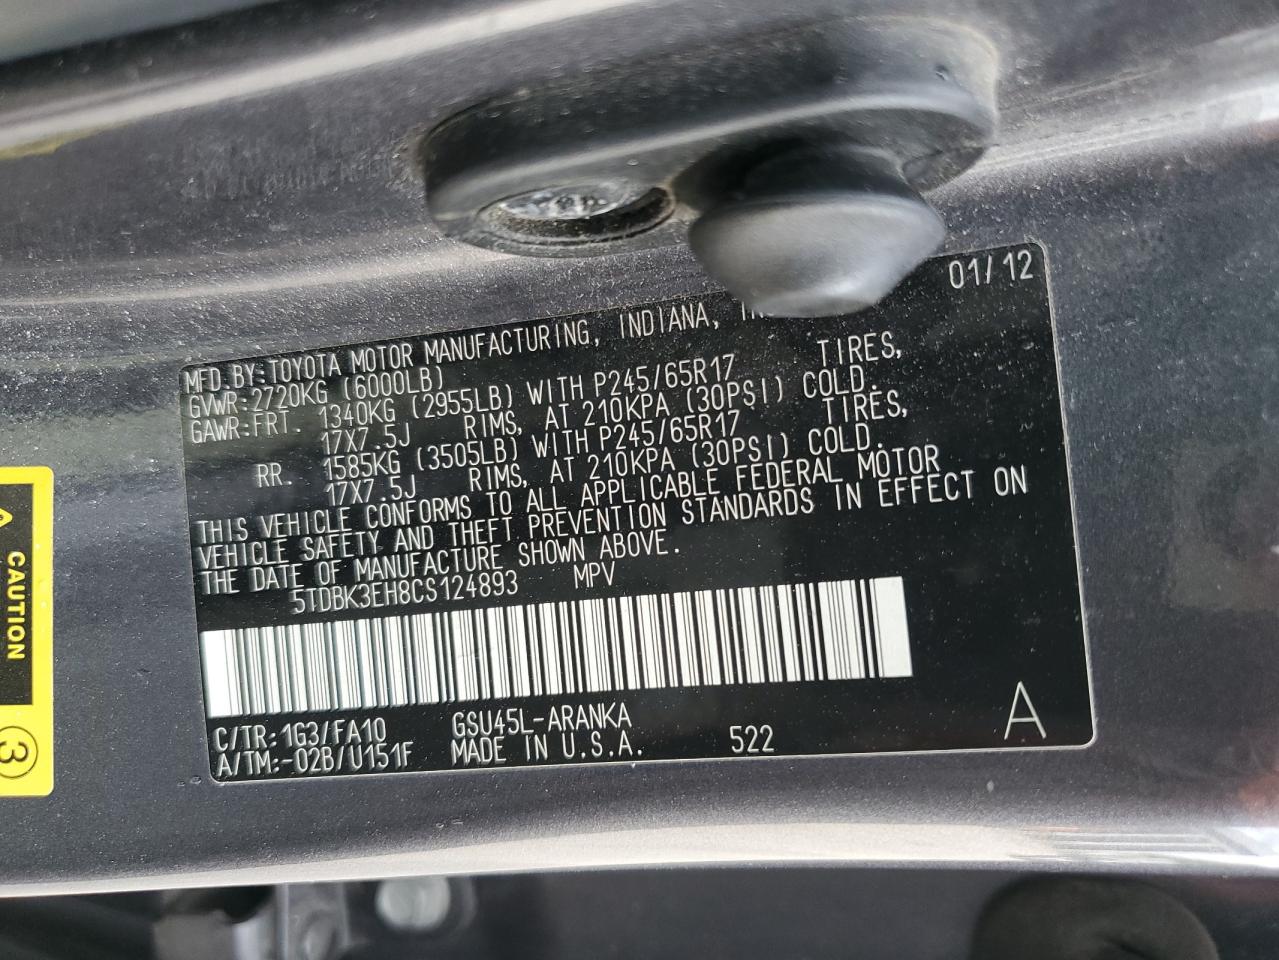 01/12
MFD.BY:TOYOTA MOTOR MANUFACTURING, INDIANA,
GVWR:2720KG (6000LB)
GAWR:FRT. 1340KG (2955LB) WITH P245/65R17 TIRES,
17X7.5J RIMS, AT 210KPA (30PSI) COLD.
RR. 1585KG (3505LB) WITH P245/65R17 TIRES,
17X7.5J RIMS, AT 210KPA (30PSI) COLD.
THIS VEHICLE CONFORMS TO ALL APPLICABLE FEDERAL MOTOR
VEHICLE SAFETY AND THEFT PREVENTION STANDARDS IN EFFECT ON
THE DATE OF MANUFACTURE SHOWN ABOVE.
5TDBK3EH8CS124893 MPV
C/TR:1G3/FA10 GSU45L-ARANKA
A/TM:-02B/U151F MADE IN U.S.A. 522
A
CAUTION
3